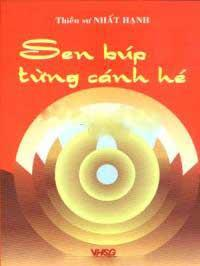 Thiền sư NHẤT HẠNH
Sen búp
từng cánh hé
VHSG